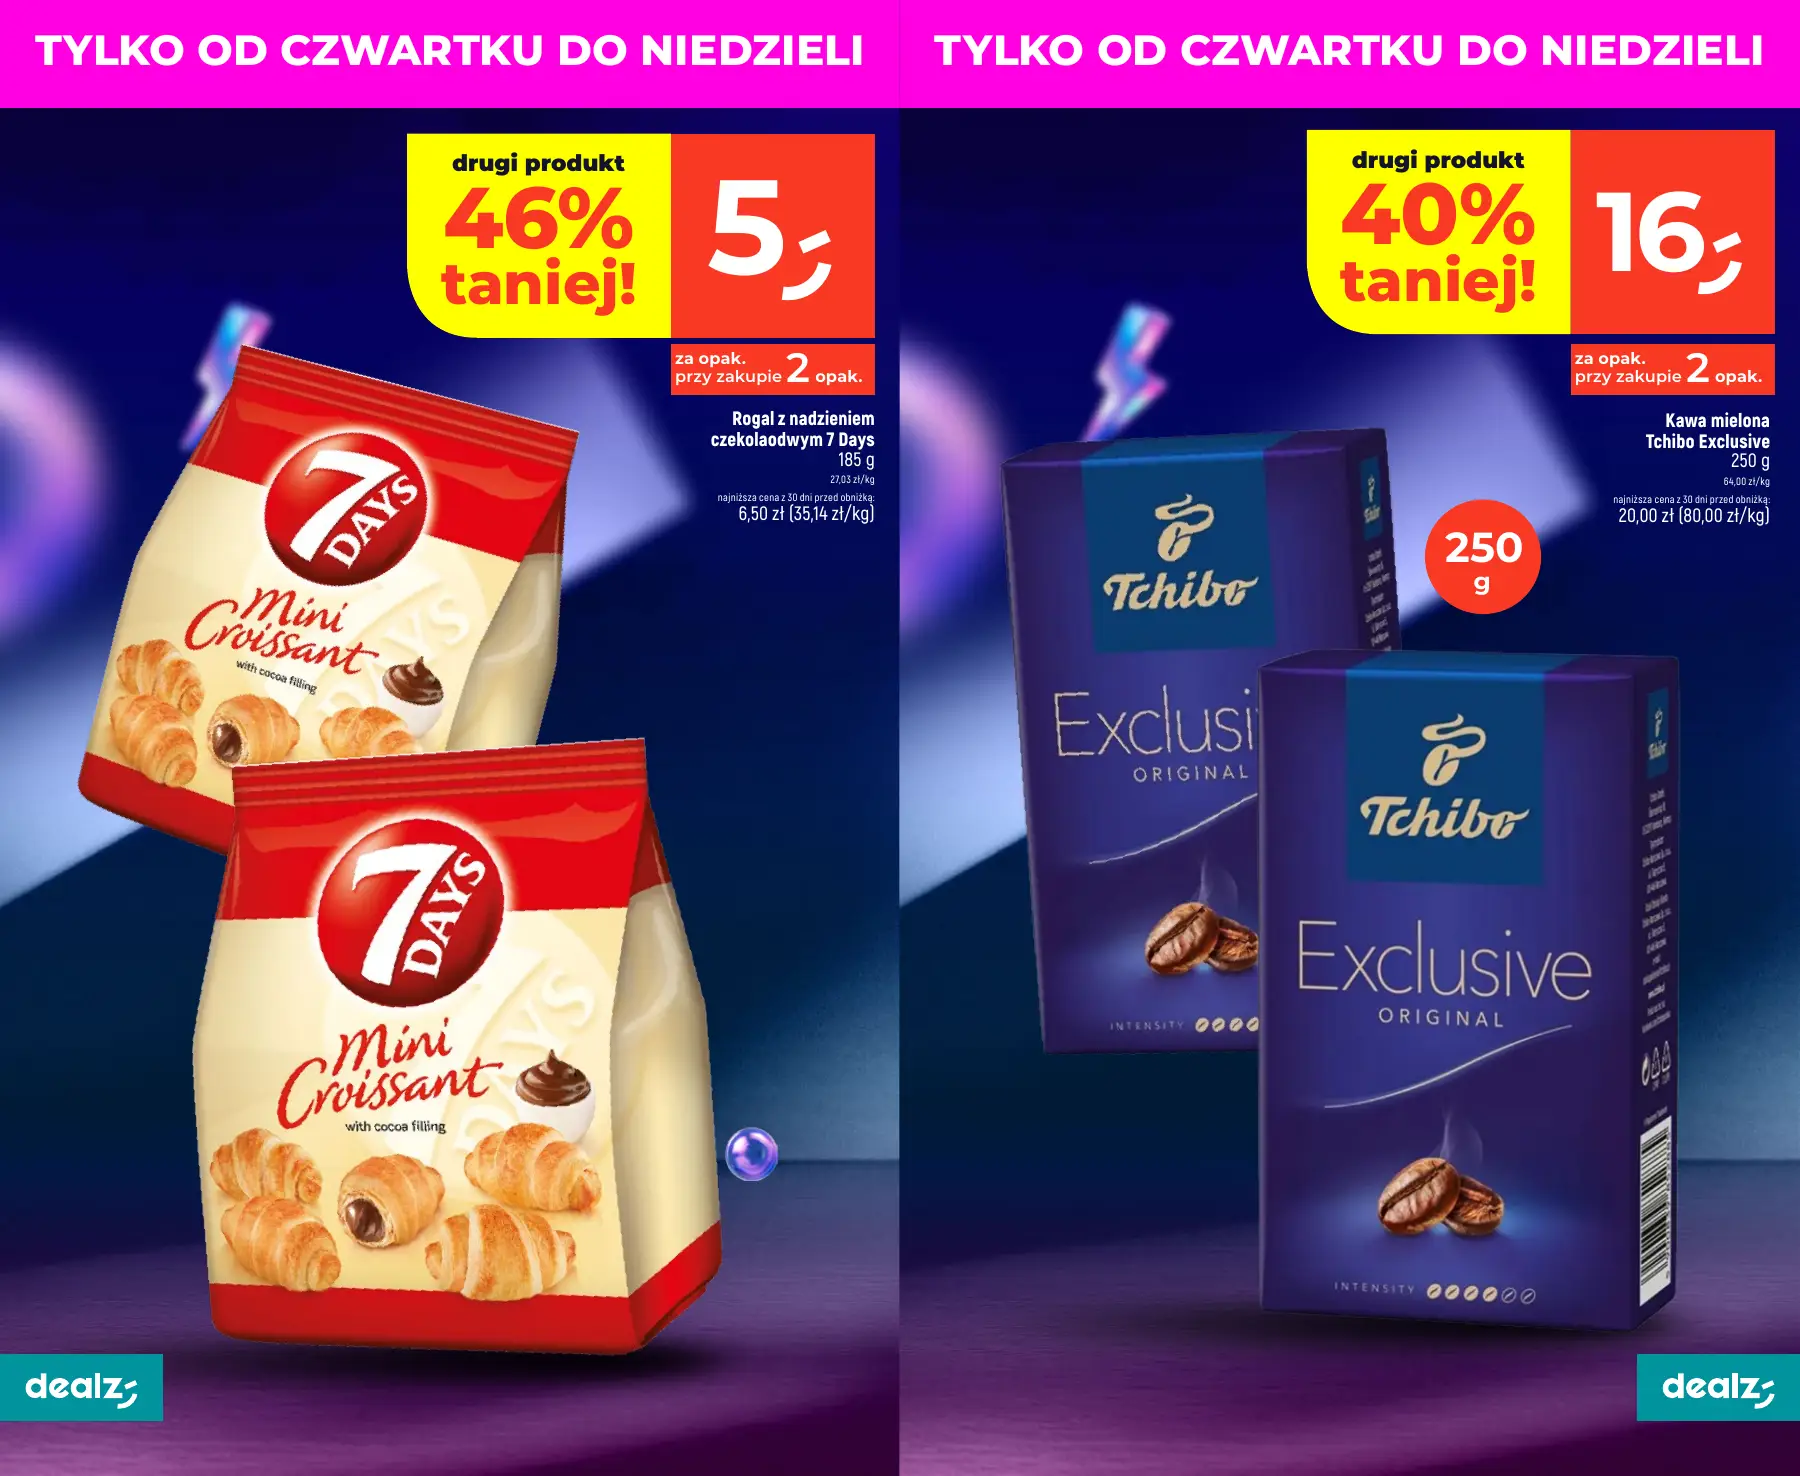 TYLKO OD CZWARTKU DO NIEDZIELI
drugi produkt
46%
taniej!
5,-
za opak.
przy zakupie 2 opak.
Rogal z nadzieniem
czekolaodwym 7 Days
185 g
27,03 zł/kg
najniższa cena z 30 dni przed obniżką:
6,50 zł (35,14 zł/kg)
7 DAYS
Mini
Croissant
with cocoa filling
7 DAYS
Mini
Croissant
with cocoa filling
dealz
TYLKO OD CZWARTKU DO NIEDZIELI
drugi produkt
40%
taniej!
16,-
za opak.
przy zakupie 2 opak.
Kawa mielona
Tchibo Exclusive
250 g
64,00 zł/kg
najniższa cena z 30 dni przed obniżką:
20,00 zł (80,00 zł/kg)
250
g
Tchibo
Tchibo
Exclusi
ORIGINAL
INTENSITY
Tchibo
Tchibo
Exclusive
ORIGINAL
INTENSITY
dealz